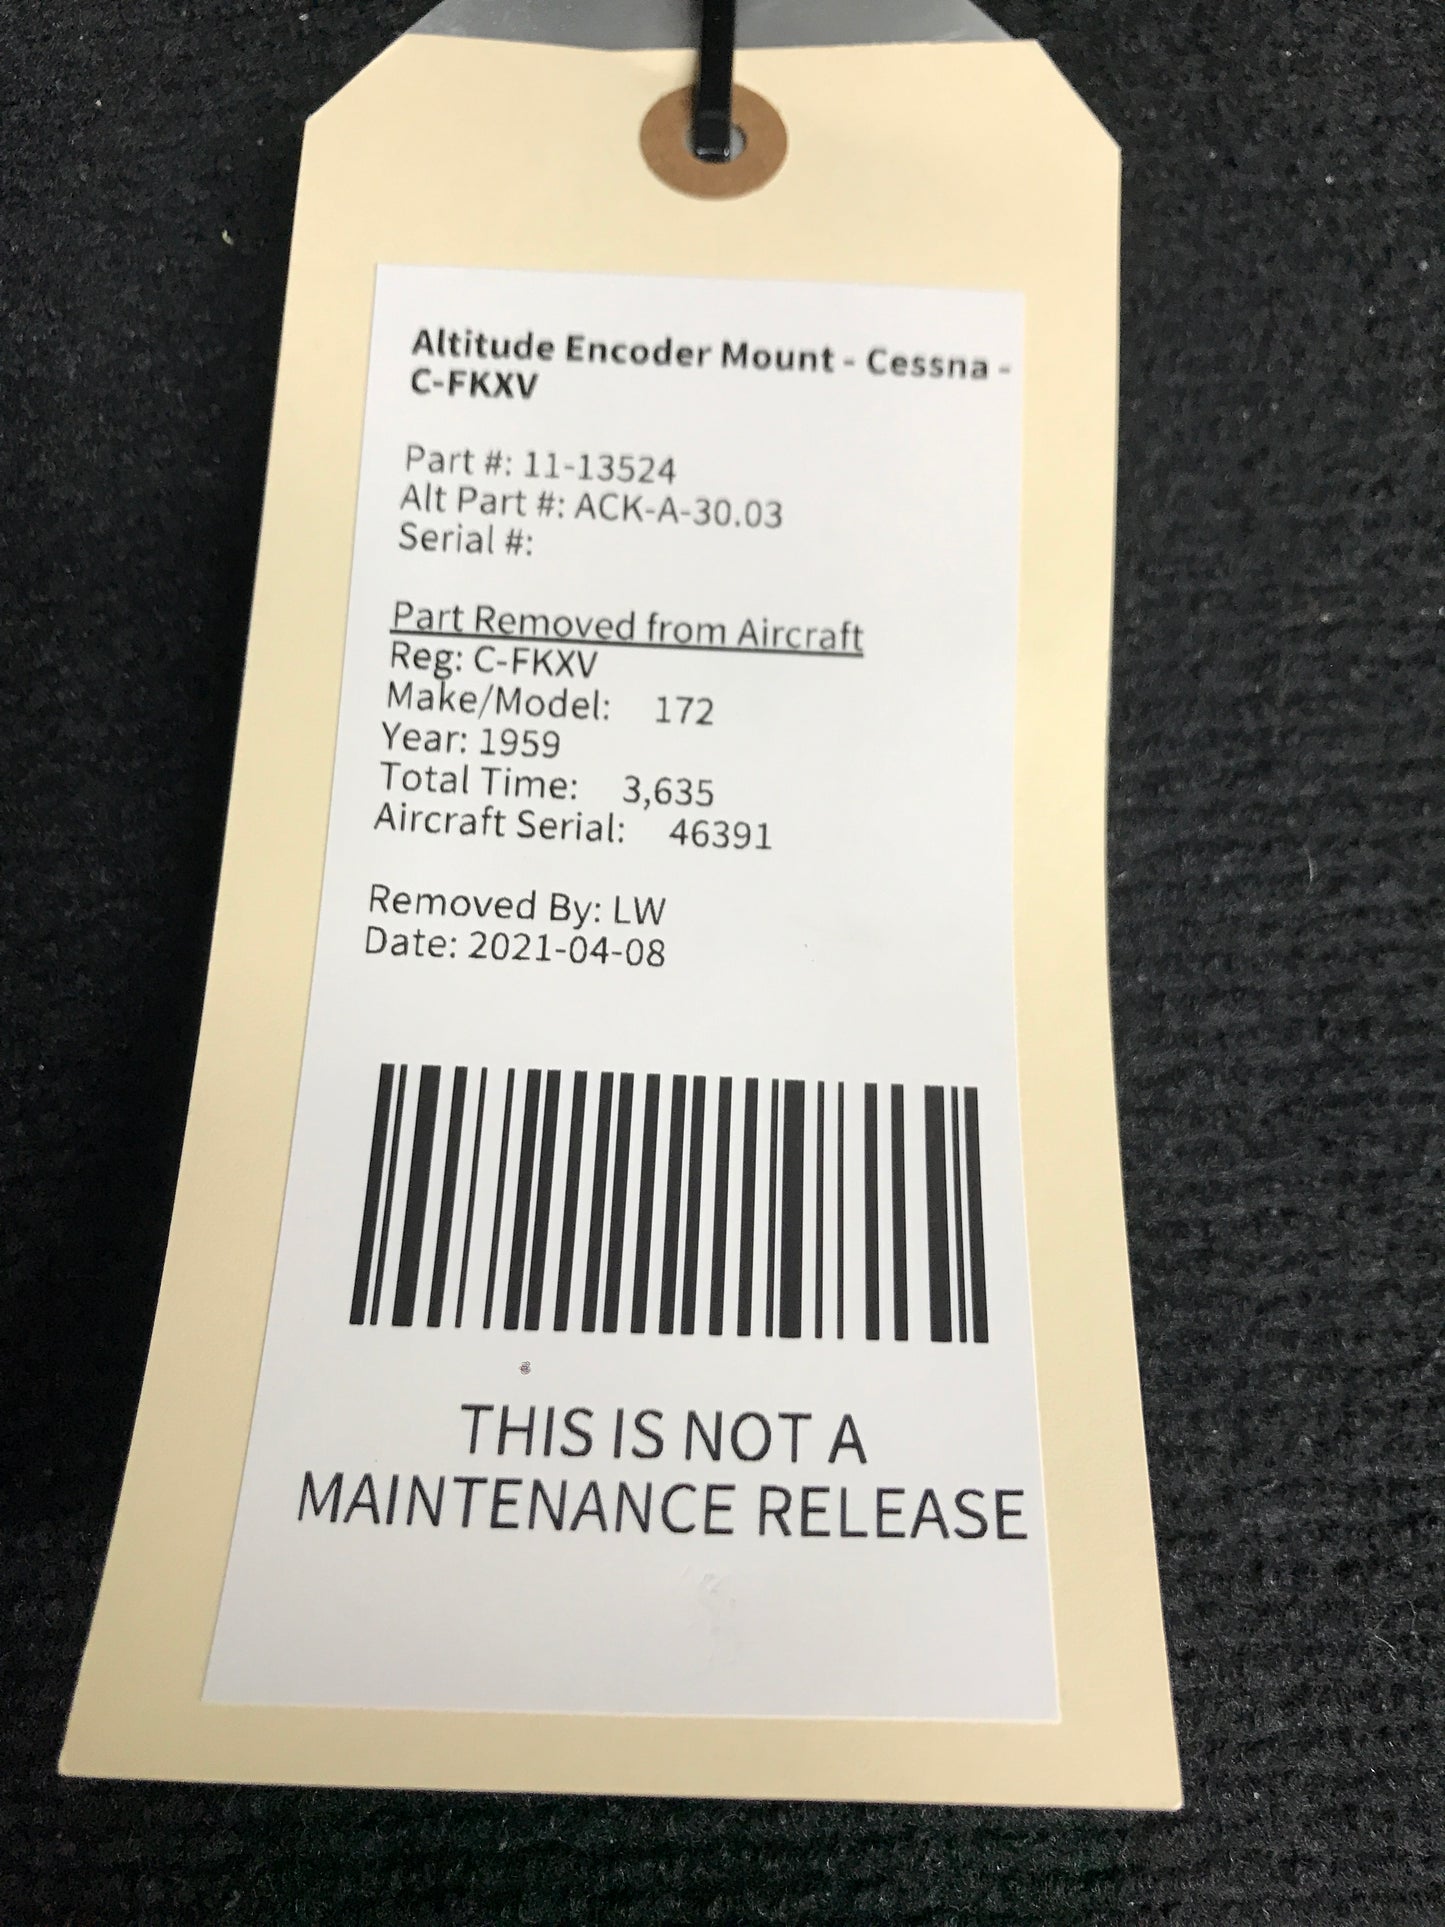 Altitude Encoder Mount - Cessna -
C-FKXV
Part #: 11-13524
Alt Part #: ACK-A-30.03
Serial #:
Part Removed from Aircraft
Reg: C-FKXV
Make/Model: 172
Year: 1959
Total Time: 3,635
Aircraft Serial: 46391
Removed By: LW
Date: 2021-04-08
THIS IS NOT A
MAINTENANCE RELEASE